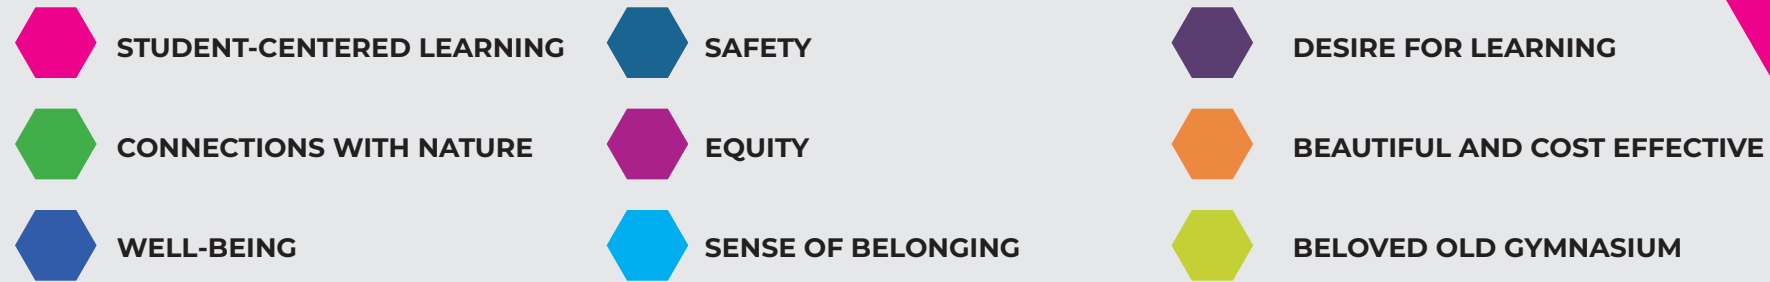 STUDENT-CENTERED LEARNING
SAFETY
DESIRE FOR LEARNING
CONNECTIONS WITH NATURE
EQUITY
BEAUTIFUL AND COST EFFECTIVE
WELL-BEING
SENSE OF BELONGING
BELOVED OLD GYMNASIUM